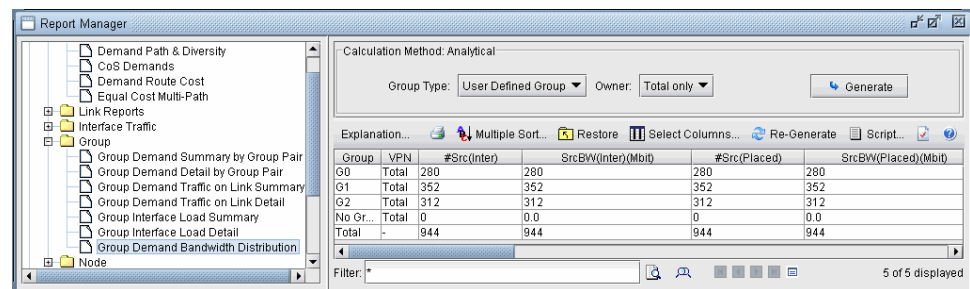 Report Manager
Demand Path & Diversity
CoS Demands
Demand Route Cost
Equal Cost Multi-Path
Link Reports
Interface Traffic
Group
Group Demand Summary by Group Pair
Group Demand Detail by Group Pair
Group Demand Traffic on Link Summary
Group Demand Traffic on Link Detail
Group Interface Load Summary
Group Interface Load Detail
Group Demand Bandwidth Distribution
Node
Calculation Method: Analytical
Group Type: User Defined Group Owner: Total only Generate
Explanation... Multiple Sort... Restore Select Columns... Re-Generate Script...
Group VPN #Src(Inter) SrcBW(Inter)(Mbit) #Src(Placed) SrcBW(Placed)(Mbit)
G0 Total 280 280 280 280
G1 Total 352 352 352 352
G2 Total 312 312 312 312
No Gr... Total 0 0.0 0 0.0
Total - 944 944 944 944
Filter: * 5 of 5 displayed